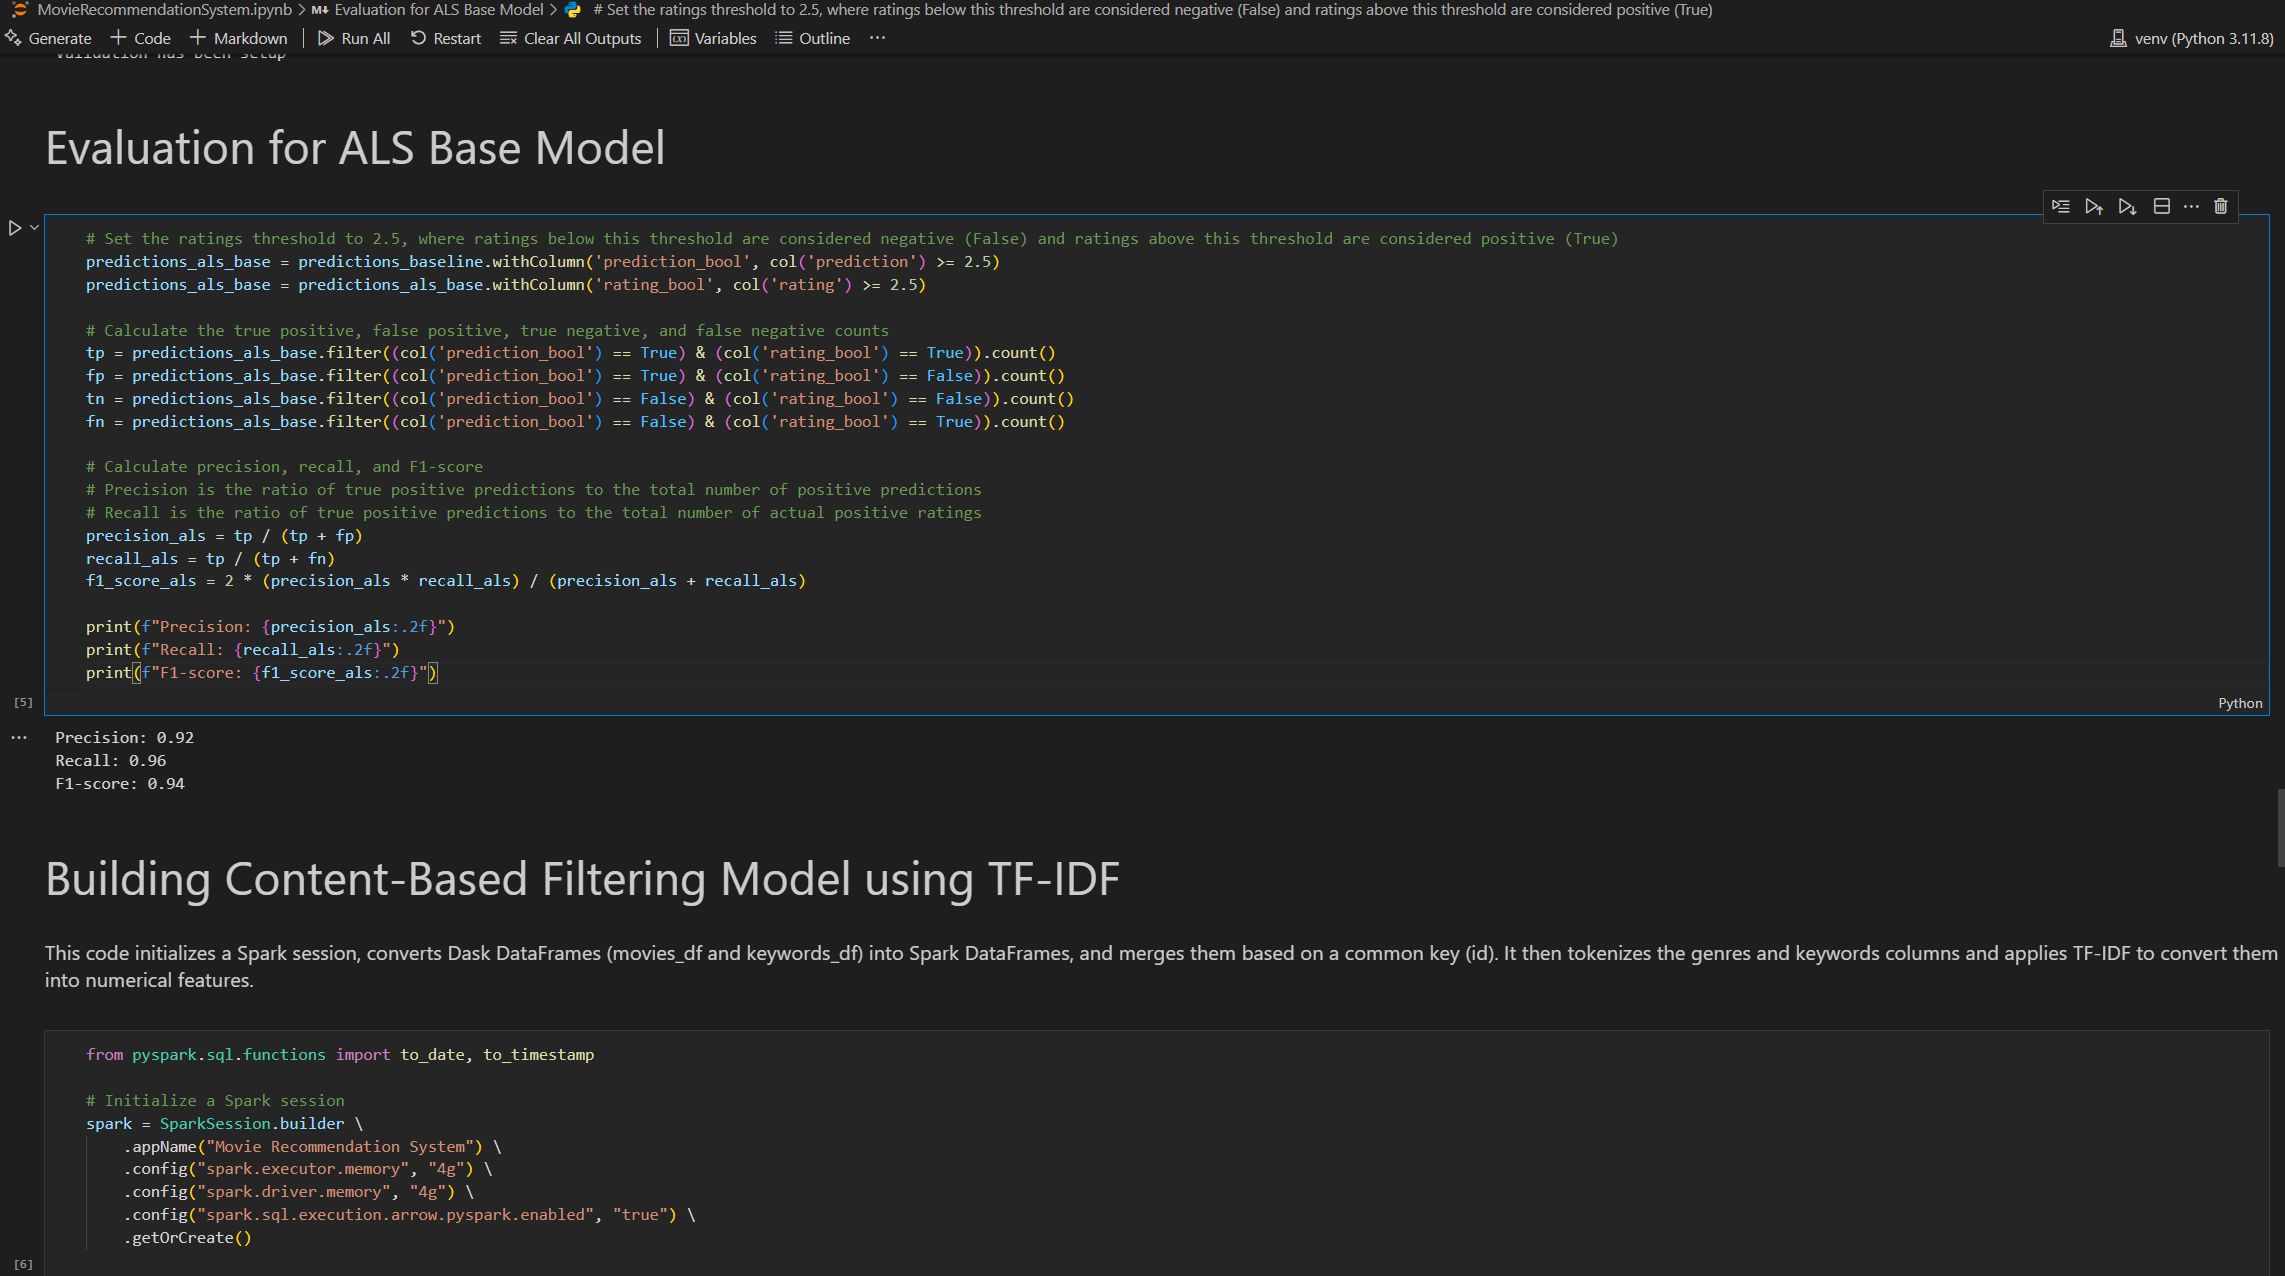 MovieRecommendationSystem.ipynb > M↓ Evaluation for ALS Base Model > # Set the ratings threshold to 2.5, where ratings below this threshold are considered negative (False) and ratings above this threshold are considered positive (True)
Generate + Code + Markdown | Run All Restart Clear All Outputs | Variables Outline ···
venv (Python 3.11.8)
Validation has been setup
Evaluation for ALS Base Model
# Set the ratings threshold to 2.5, where ratings below this threshold are considered negative (False) and ratings above this threshold are considered positive (True)
predictions_als_base = predictions_baseline.withColumn('prediction_bool', col('prediction') >= 2.5)
predictions_als_base = predictions_als_base.withColumn('rating_bool', col('rating') >= 2.5)
# Calculate the true positive, false positive, true negative, and false negative counts
tp = predictions_als_base.filter((col('prediction_bool') == True) & (col('rating_bool') == True)).count()
fp = predictions_als_base.filter((col('prediction_bool') == True) & (col('rating_bool') == False)).count()
tn = predictions_als_base.filter((col('prediction_bool') == False) & (col('rating_bool') == False)).count()
fn = predictions_als_base.filter((col('prediction_bool') == False) & (col('rating_bool') == True)).count()
# Calculate precision, recall, and F1-score
# Precision is the ratio of true positive predictions to the total number of positive predictions
# Recall is the ratio of true positive predictions to the total number of actual positive ratings
precision_als = tp / (tp + fp)
recall_als = tp / (tp + fn)
f1_score_als = 2 * (precision_als * recall_als) / (precision_als + recall_als)
print(f"Precision: {precision_als:.2f}")
print(f"Recall: {recall_als:.2f}")
print(f"F1-score: {f1_score_als:.2f}")
[5]
Python
Precision: 0.92
Recall: 0.96
F1-score: 0.94
Building Content-Based Filtering Model using TF-IDF
This code initializes a Spark session, converts Dask DataFrames (movies_df and keywords_df) into Spark DataFrames, and merges them based on a common key (id). It then tokenizes the genres and keywords columns and applies TF-IDF to convert them
into numerical features.
from pyspark.sql.functions import to_date, to_timestamp
# Initialize a Spark session
spark = SparkSession.builder \
.appName("Movie Recommendation System") \
.config("spark.executor.memory", "4g") \
.config("spark.driver.memory", "4g") \
.config("spark.sql.execution.arrow.pyspark.enabled", "true") \
.getOrCreate()
[6]